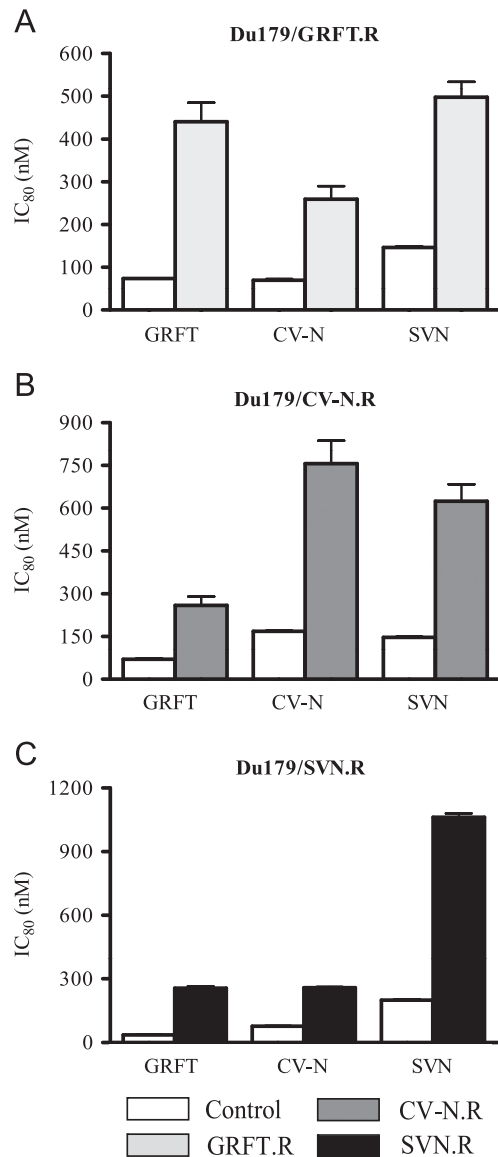 A
Du179/GRFT.R
IC80 (nM)
600
500
400
300
200
100
0
GRFT CV-N SVN
B
Du179/CV-N.R
IC80 (nM)
900
750
600
450
300
150
0
GRFT CV-N SVN
C
Du179/SVN.R
IC80 (nM)
1200
900
600
300
0
GRFT CV-N SVN
Control CV-N.R
GRFT.R SVN.R